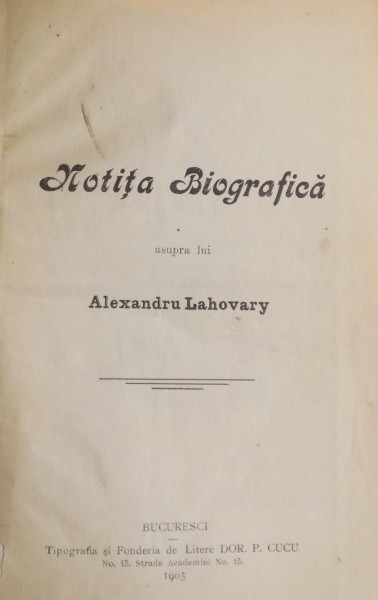 Notița Biografică
asupra lui
Alexandru Lahovary
BUCURESCI
Tipografia și Fonderia de Litere DOR. P. CUCU
No. 15, Strada Academiei No. 15.
1905